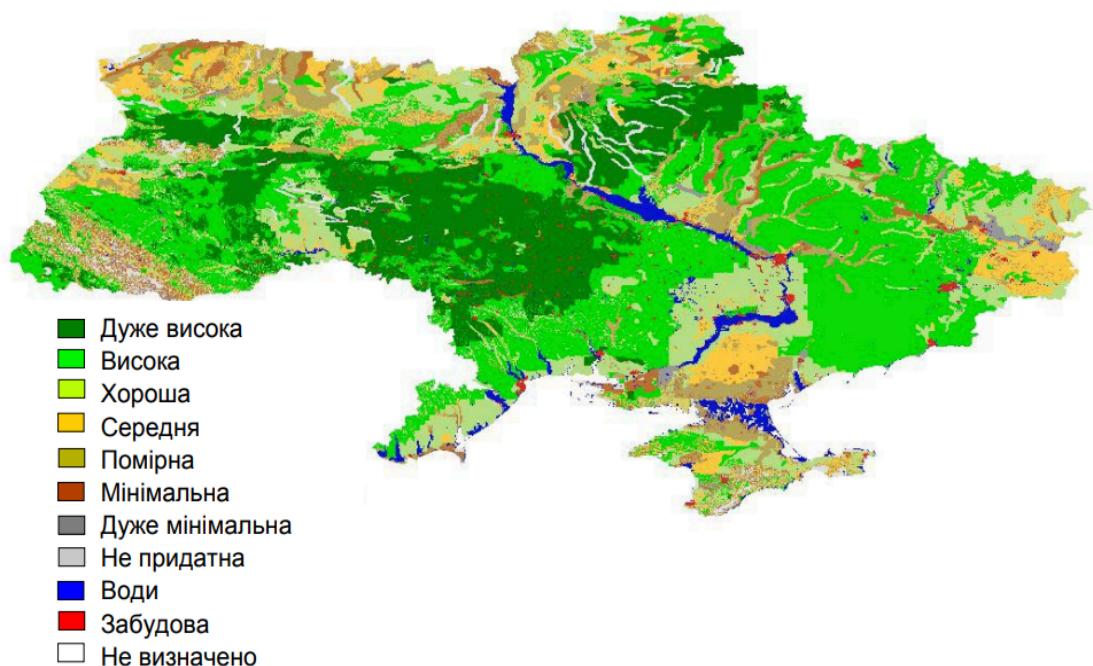 Дуже висока
Висока
Хороша
Середня
Помірна
Мінімальна
Дуже мінімальна
Не придатна
Води
Забудова
Не визначено